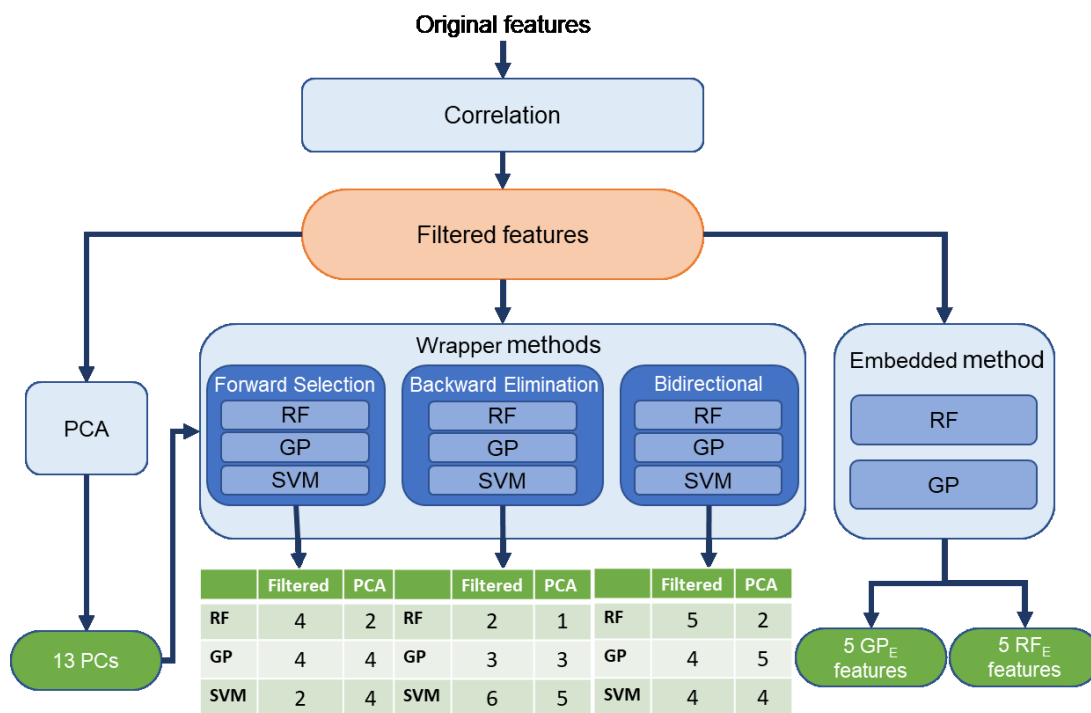 Original features
Correlation
Filtered features
Wrapper methods
Forward Selection
RF
GP
SVM
Backward Elimination
RF
GP
SVM
Bidirectional
RF
GP
SVM
Embedded method
RF
GP
PCA
13 PCs
Filtered PCA
RF 4 2
GP 4 4
SVM 2 4
Filtered PCA
RF 2 1
GP 3 3
SVM 6 5
Filtered PCA
RF 5 2
GP 4 5
SVM 4 4
5 GPE
features
5 RFE
features